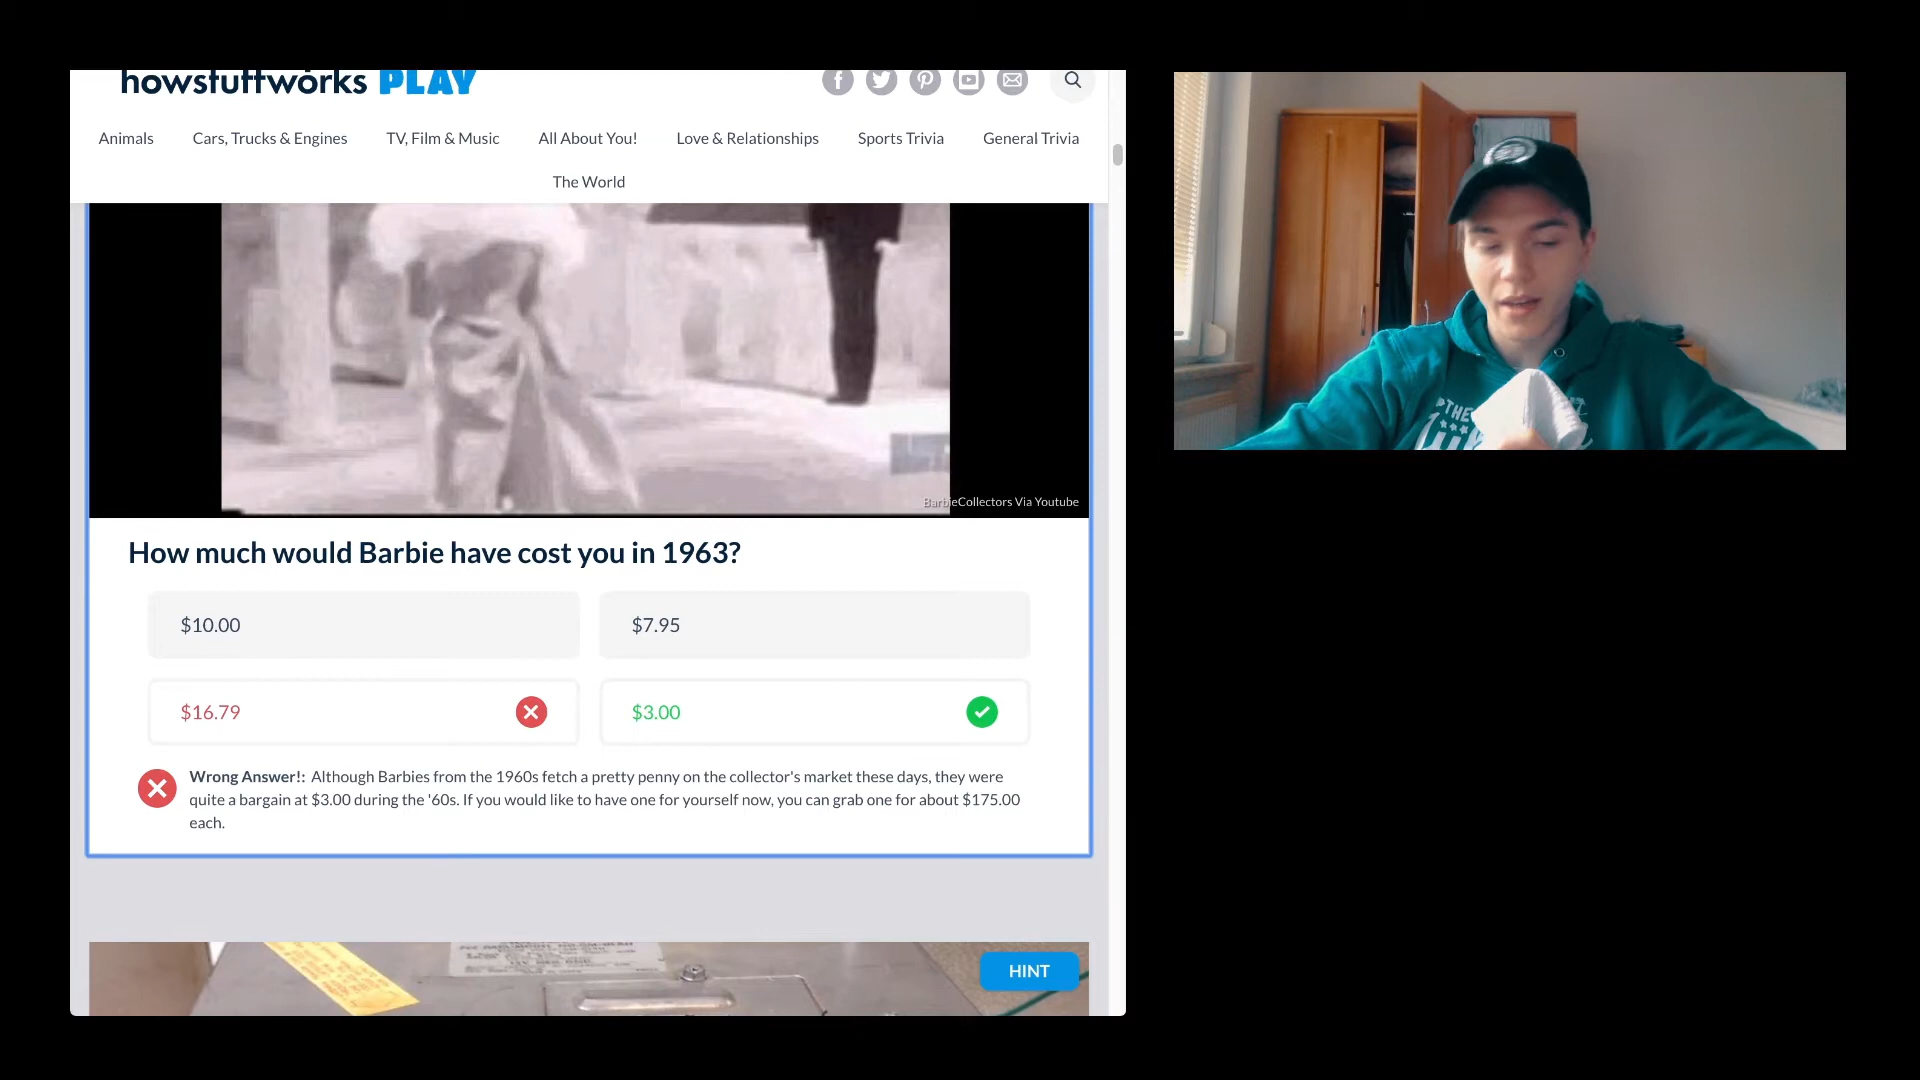 howstuffworks PLAY
Animals Cars, Trucks & Engines TV, Film & Music All About You! Love & Relationships Sports Trivia General Trivia
The World
BarbieCollectors Via Youtube
How much would Barbie have cost you in 1963?
$10.00 $7.95
$16.79 $3.00
Wrong Answer!: Although Barbies from the 1960s fetch a pretty penny on the collector's market these days, they were
quite a bargain at $3.00 during the '60s. If you would like to have one for yourself now, you can grab one for about $175.00
each.
HINT
THE